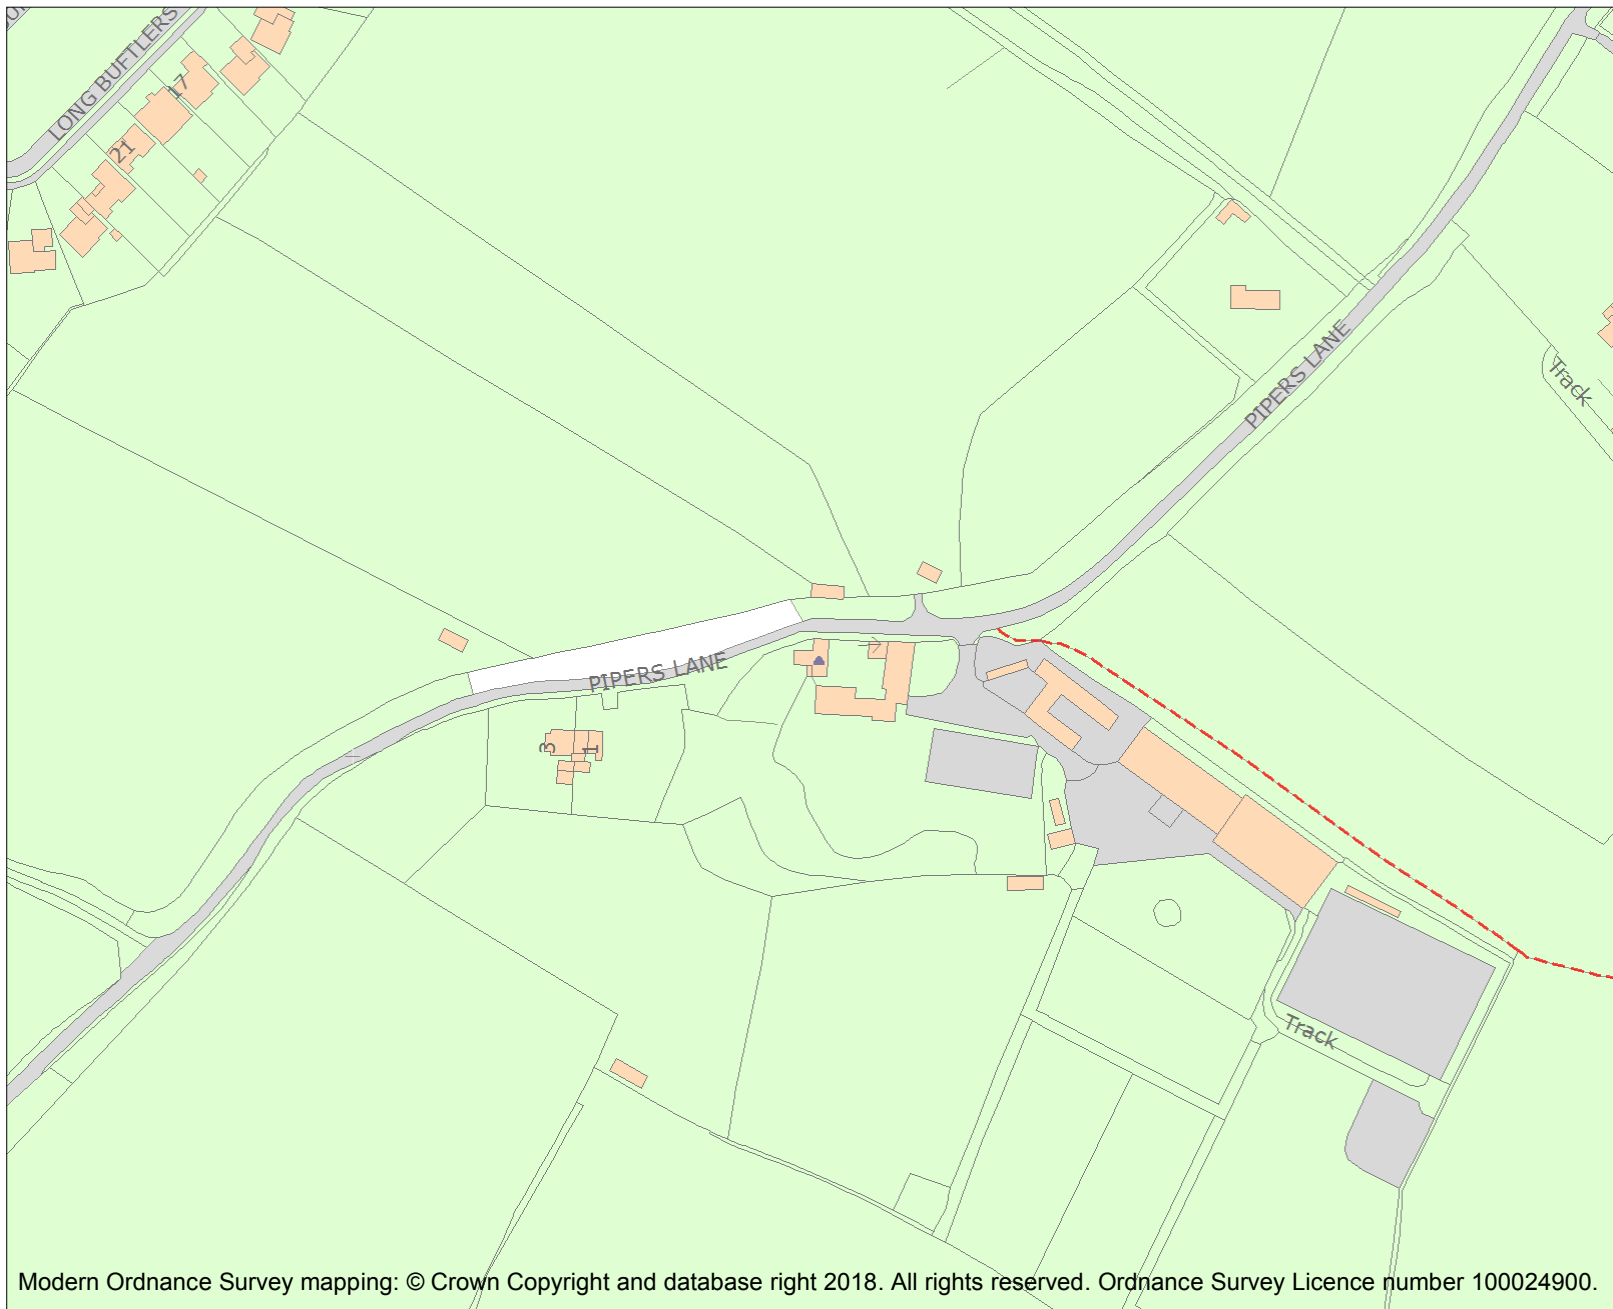 LONG BUFTLERS
17
21
PIPERS LANE
Track
PIPERS LANE
3
1
Track
Modern Ordnance Survey mapping: © Crown Copyright and database right 2018. All rights reserved. Ordnance Survey Licence number 100024900.